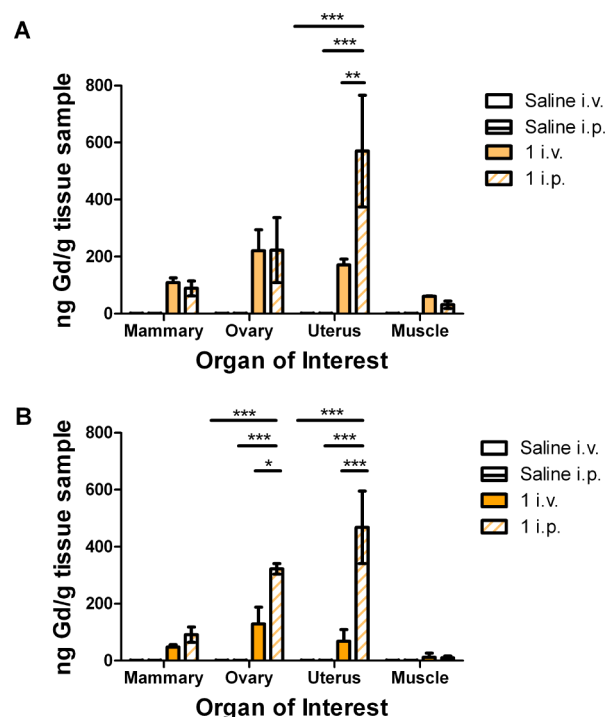 A
***
***
**
ng Gd/g tissue sample
800
600
400
200
0
Mammary Ovary Uterus Muscle
Organ of Interest
Saline i.v.
Saline i.p.
1 i.v.
1 i.p.
B
*** ***
*** ***
* ***
ng Gd/g tissue sample
800
600
400
200
0
Mammary Ovary Uterus Muscle
Organ of Interest
Saline i.v.
Saline i.p.
1 i.v.
1 i.p.